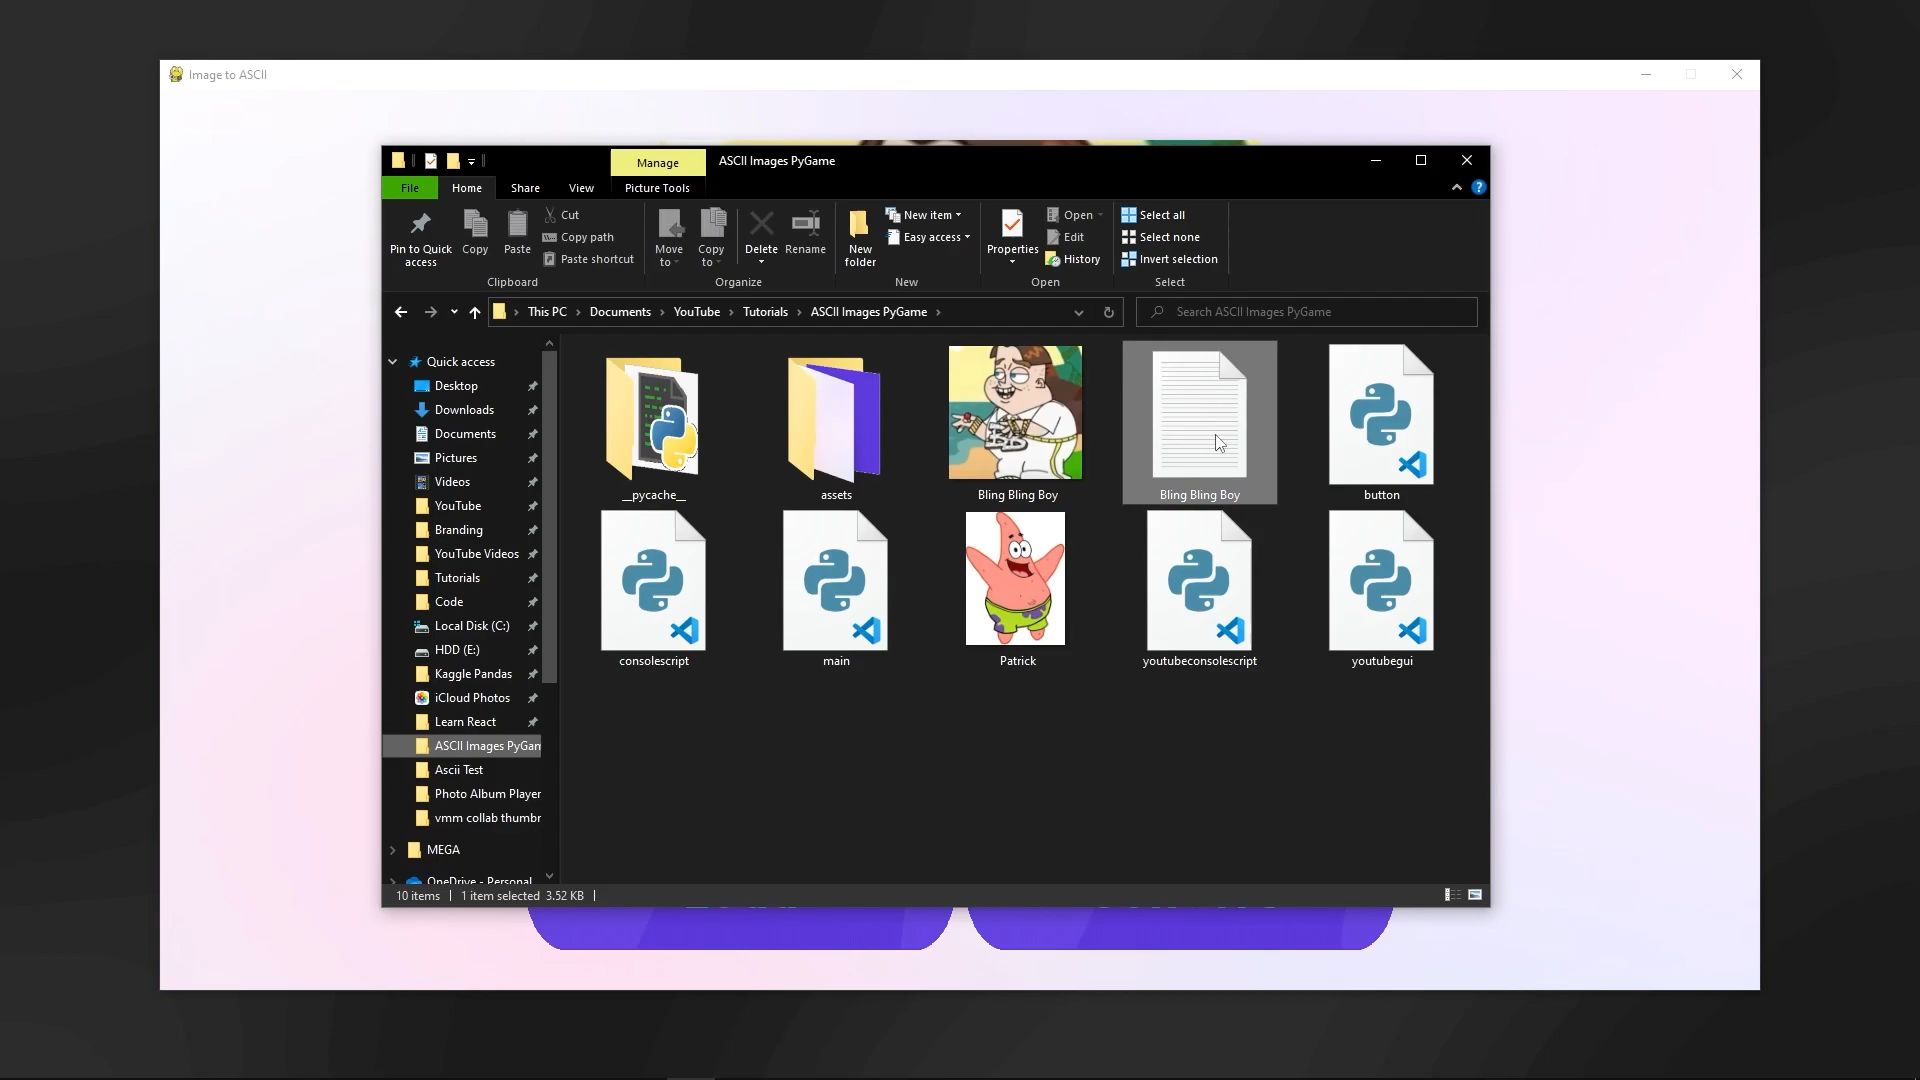 Image to ASCII
Manage
ASCII Images PyGame
File
Home
Share
View
Picture Tools
Pin to Quick
access
Copy
Paste
Cut
Copy path
Paste shortcut
Clipboard
Move
to
Copy
to
Delete
Rename
Organize
New
folder
New item
Easy access
New
Properties
Open
Edit
History
Open
Select all
Select none
Invert selection
Select
This PC
Documents
YouTube
Tutorials
ASCII Images PyGame
Search ASCII Images PyGame
Quick access
Desktop
Downloads
Documents
Pictures
Videos
YouTube
Branding
YouTube Videos
Tutorials
Code
Local Disk (C:)
HDD (E:)
Kaggle Pandas
iCloud Photos
Learn React
ASCII Images PyGam
Ascii Test
Photo Album Player
vmm collab thumbr
MEGA
OneDrive - Personal
__pycache__
assets
Bling Bling Boy
Bling Bling Boy
button
consolescript
main
Patrick
youtubeconsolescript
youtubegui
10 items
1 item selected 3.52 KB